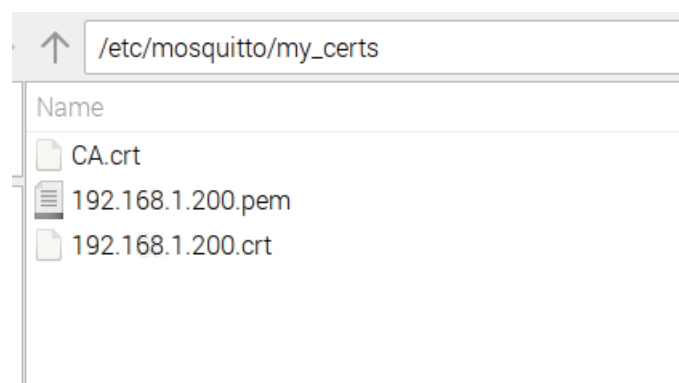 /etc/mosquitto/my_certs
Name
CA.crt
192.168.1.200.pem
192.168.1.200.crt